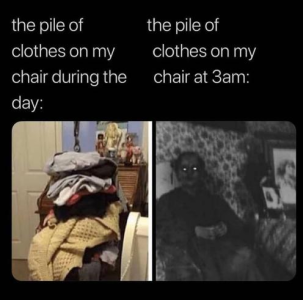 the pile of
clothes on my
chair during the
day:
the pile of
clothes on my
chair at 3am: